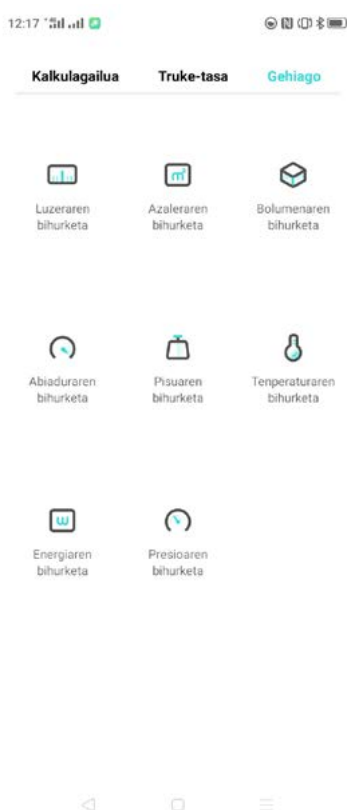 12:17
Kalkulagailua Truke-tasa Gehiago
Luzeraren bihurketa
Azaleraren bihurketa
Bolumenaren bihurketa
Abiaduraren bihurketa
Pisuaren bihurketa
Tenperaturaren bihurketa
Energiaren bihurketa
Presioaren bihurketa